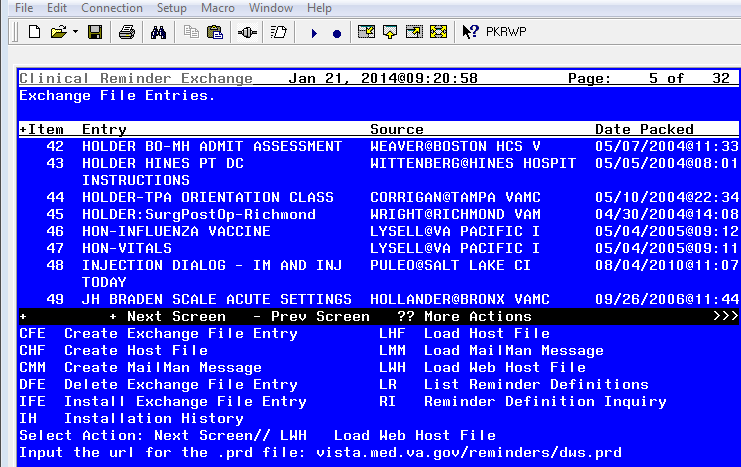 File Edit Connection Setup Macro Window Help
PKRWP
Clinical Reminder Exchange Jan 21, 2014@09:20:58 Page: 5 of 32
Exchange File Entries.
+Item Entry Source Date Packed
42 HOLDER BO-MH ADMIT ASSESSMENT WEAVER@BOSTON HCS V 05/07/2004@11:33
43 HOLDER HINES PT DC WITTENBERG@HINES HOSPIT 05/05/2004@08:01
INSTRUCTIONS
44 HOLDER-TPA ORIENTATION CLASS CORRIGAN@TAMPA VAMC 05/10/2004@22:34
45 HOLDER:SurgPostOp-Richmond WRIGHT@RICHMOND VAM 04/30/2004@14:08
46 HON-INFLUENZA VACCINE LYSELL@VA PACIFIC I 05/04/2005@09:12
47 HON-VITALS LYSELL@VA PACIFIC I 05/04/2005@09:11
48 INJECTION DIALOG - IM AND INJ PULEO@SALT LAKE CI 08/04/2010@11:07
TODAY
49 JH BRADEN SCALE ACUTE SETTINGS HOLLANDER@BRONX VAMC 09/26/2006@11:44
+ + Next Screen - Prev Screen ?? More Actions >>>
CFE Create Exchange File Entry LHF Load Host File
CHF Create Host File LMM Load MailMan Message
CMM Create MailMan Message LWH Load Web Host File
DFE Delete Exchange File Entry LR List Reminder Definitions
IFE Install Exchange File Entry RI Reminder Definition Inquiry
IH Installation History
Select Action: Next Screen// LWH Load Web Host File
Input the url for the .prd file: vista.med.va.gov/reminders/dws.prd